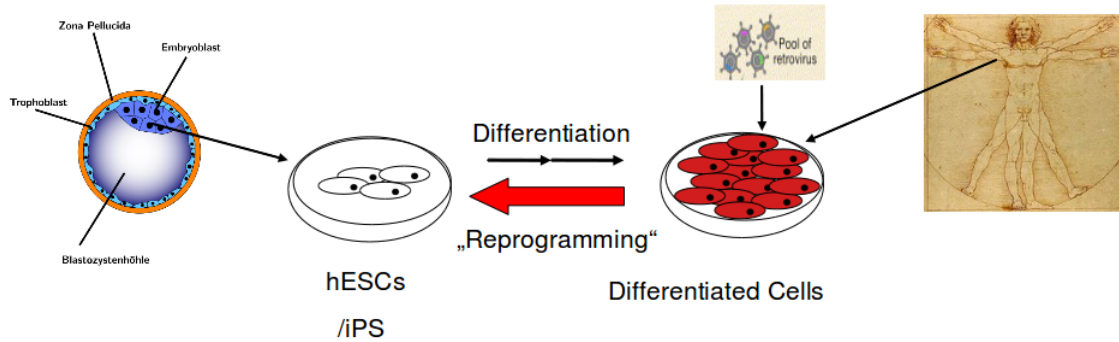 Zona Pellucida
Embryoblast
Trophoblast
Blastozystenhöhle
hESCs
/iPS
Differentiation
„Reprogramming“
Pool of
retrovirus
Differentiated Cells